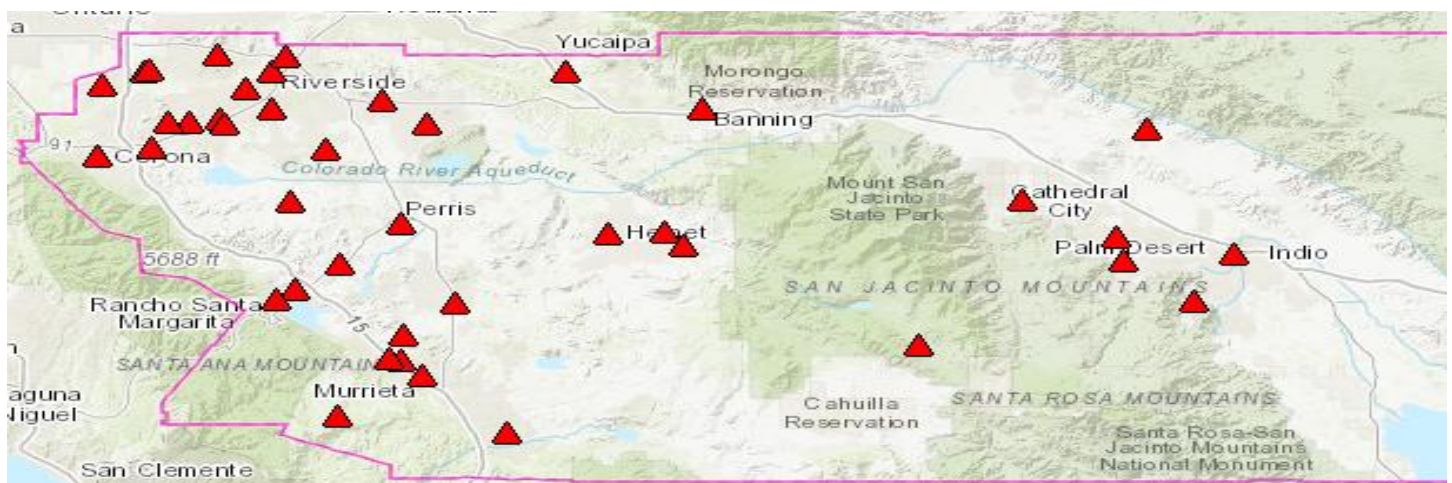 a
Yucaipa
Riverside
Morongo
Reservation
Banning
91
Corona
Colorado River Aqueduct
Mount San
Jacinto
State Park
Cathedral
City
Perris
Hemet
Palm Desert
Indio
5688 ft
SAN JACINTO MOUNTAINS
Rancho Santa
Margarita
15
n
SANTA ANA MOUNTAINS
Murrieta
aguna
Niguel
Cahuilla
Reservation
SANTA ROSA MOUNTAINS
Santa Rosa-San
Jacinto Mountains
National Monument
San Clemente